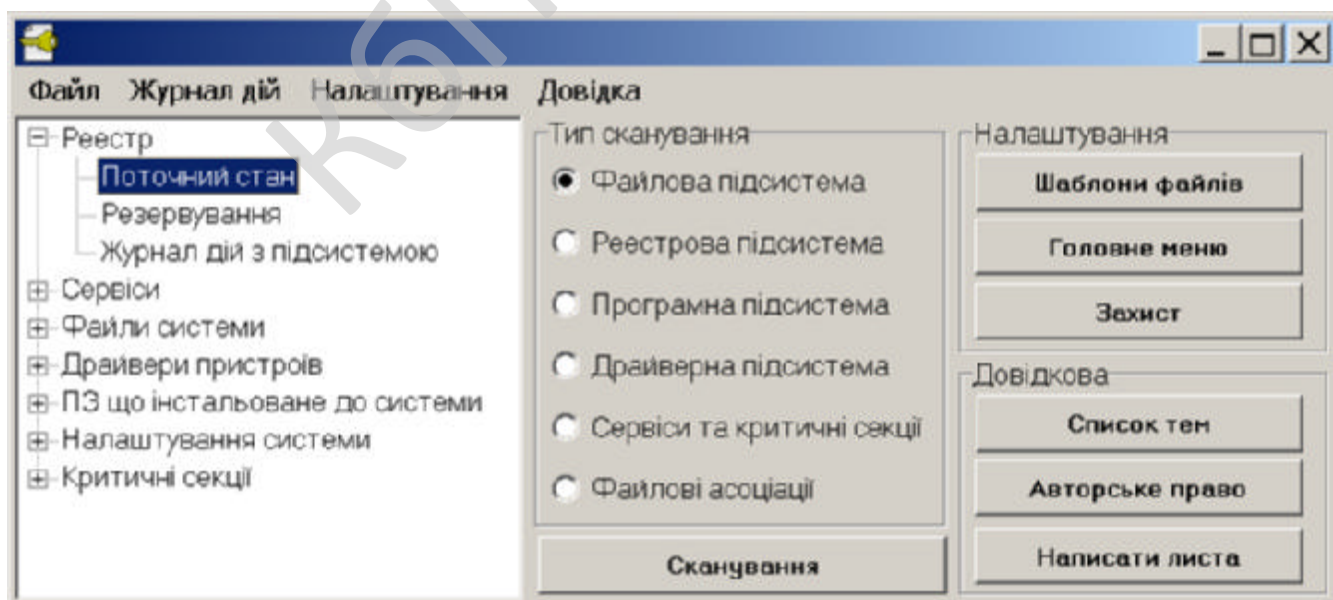 Файл Журнал дій Налаштування Довідка
Реестр
Поточний стан
Резервування
Журнал дій з підсистемою
Сервіси
Файли системи
Драйвери пристроїв
ПЗ що інстальоване до системи
Налаштування системи
Критичні секції
Тип сканування
Файлова підсистема
Реестрова підсистема
Програмна підсистема
Драйверна підсистема
Сервіси та критичні секції
Файлові асоціації
Сканування
Налаштування
Шаблони файлів
Головне меню
Захист
Довідкова
Список тем
Авторське право
Написати листа